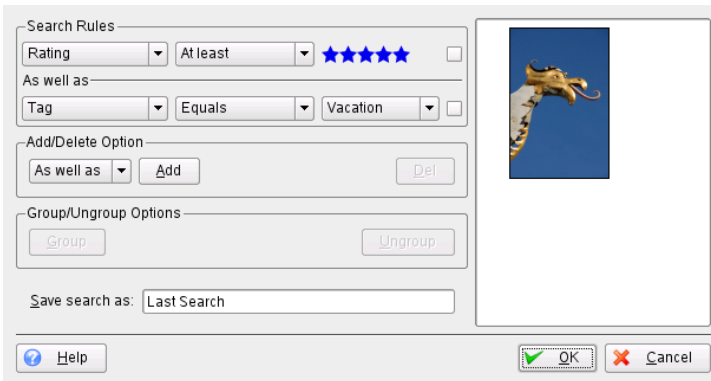 Search Rules
Rating At least
As well as
Tag Equals Vacation
Add/Delete Option
As well as Add Del
Group/Ungroup Options
Group Ungroup
Save search as: Last Search
Help OK Cancel